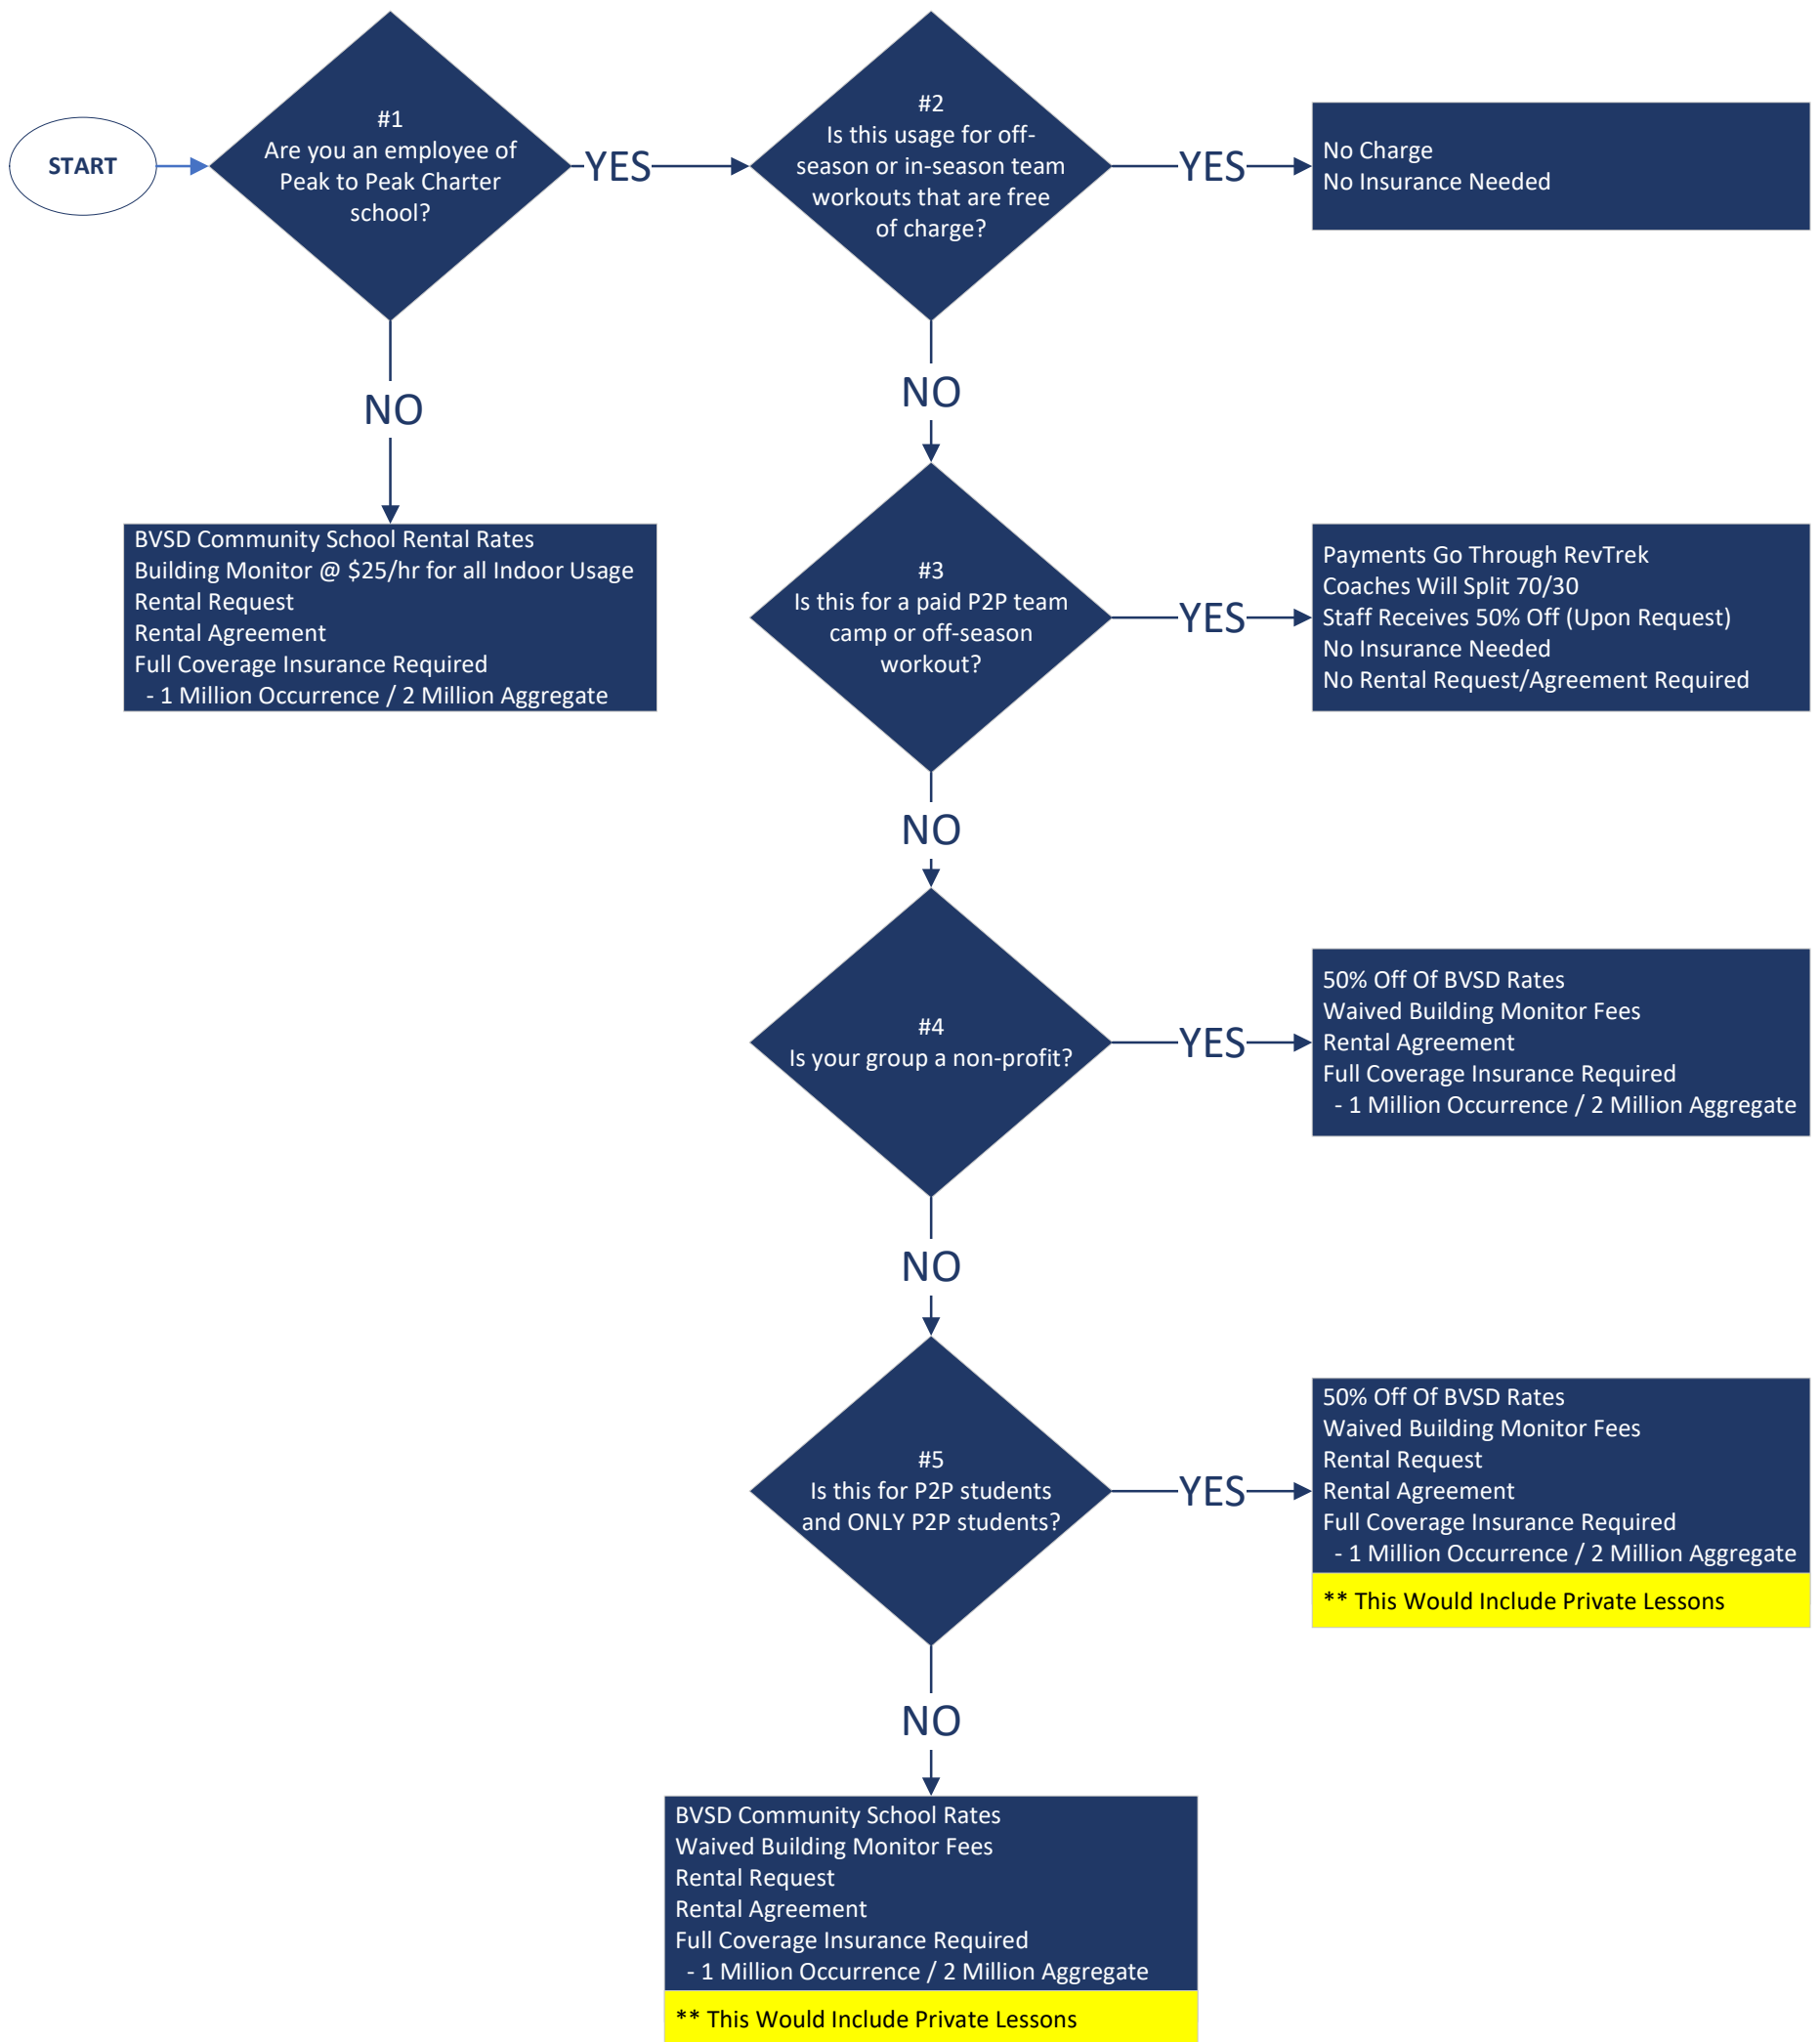 START
#1
Are you an employee of
Peak to Peak Charter
school?
YES
#2
Is this usage for off-
season or in-season team
workouts that are free
of charge?
YES
No Charge
No Insurance Needed
NO
BVSD Community School Rental Rates
Building Monitor @ $25/hr for all Indoor Usage
Rental Request
Rental Agreement
Full Coverage Insurance Required
- 1 Million Occurrence / 2 Million Aggregate
NO
#3
Is this for a paid P2P team
camp or off-season
workout?
YES
Payments Go Through RevTrek
Coaches Will Split 70/30
Staff Receives 50% Off (Upon Request)
No Insurance Needed
No Rental Request/Agreement Required
NO
#4
Is your group a non-profit?
YES
50% Off Of BVSD Rates
Waived Building Monitor Fees
Rental Agreement
Full Coverage Insurance Required
- 1 Million Occurrence / 2 Million Aggregate
NO
#5
Is this for P2P students
and ONLY P2P students?
YES
50% Off Of BVSD Rates
Waived Building Monitor Fees
Rental Request
Rental Agreement
Full Coverage Insurance Required
- 1 Million Occurrence / 2 Million Aggregate
** This Would Include Private Lessons
NO
BVSD Community School Rates
Waived Building Monitor Fees
Rental Request
Rental Agreement
Full Coverage Insurance Required
- 1 Million Occurrence / 2 Million Aggregate
** This Would Include Private Lessons